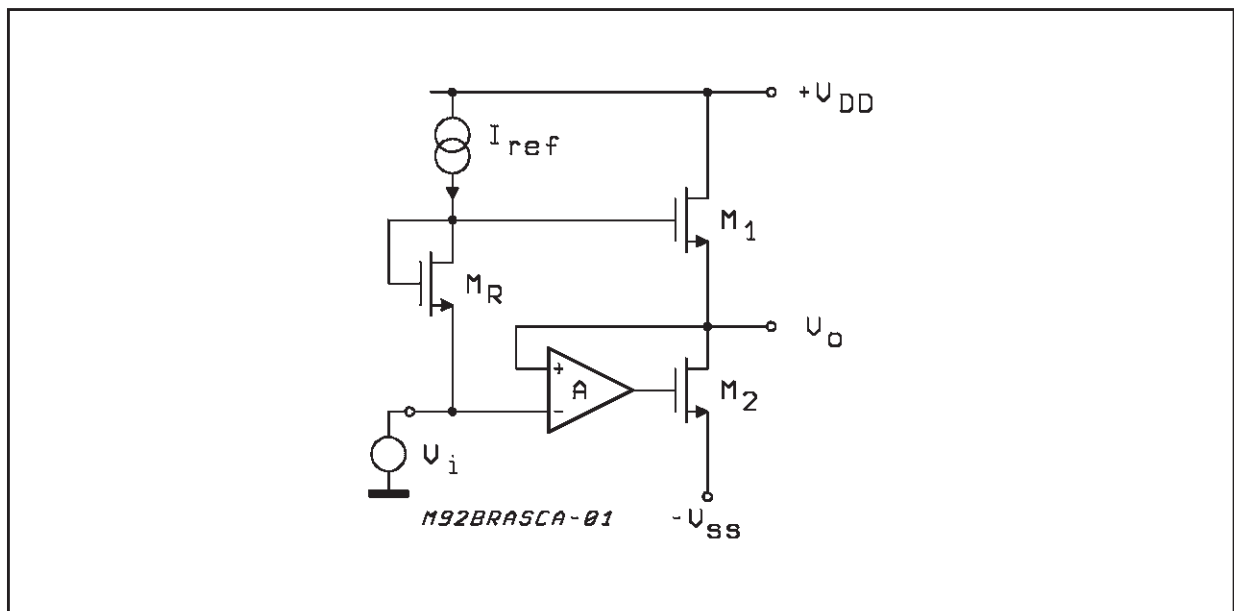 +VDD
Iref
M1
MR
Vo
+
A
M2
-
Vi
M92BRASCA-01
-Vss